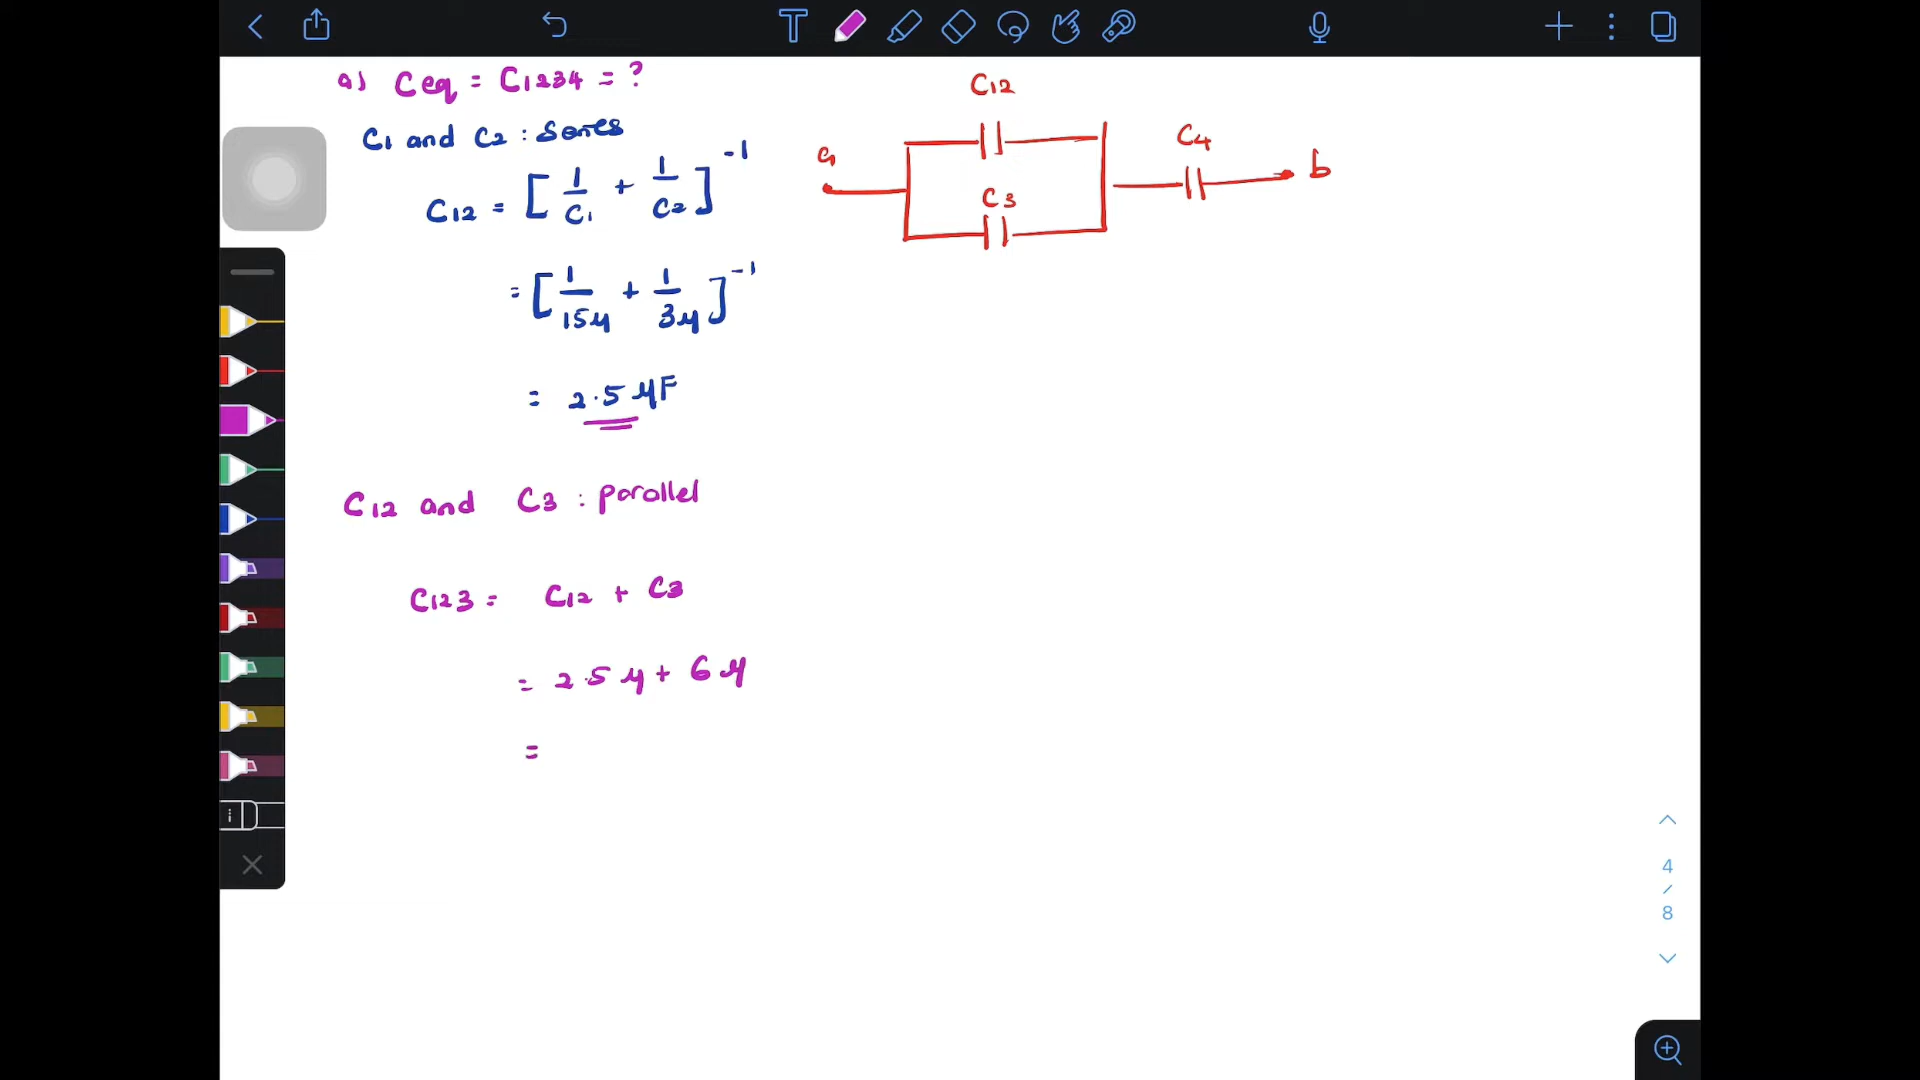 a) Ceq = C1234 = ?
C1 and C2 : Series
C12 = [ 1/C1 + 1/C2 ]^-1
= [ 1/15μ + 1/3μ ]^-1
= 2.5 μF
C12 and C3 : parallel
C123 = C12 + C3
= 2.5 μ + 6 μ
=
C12
a
C3
C4
b
4
/
8